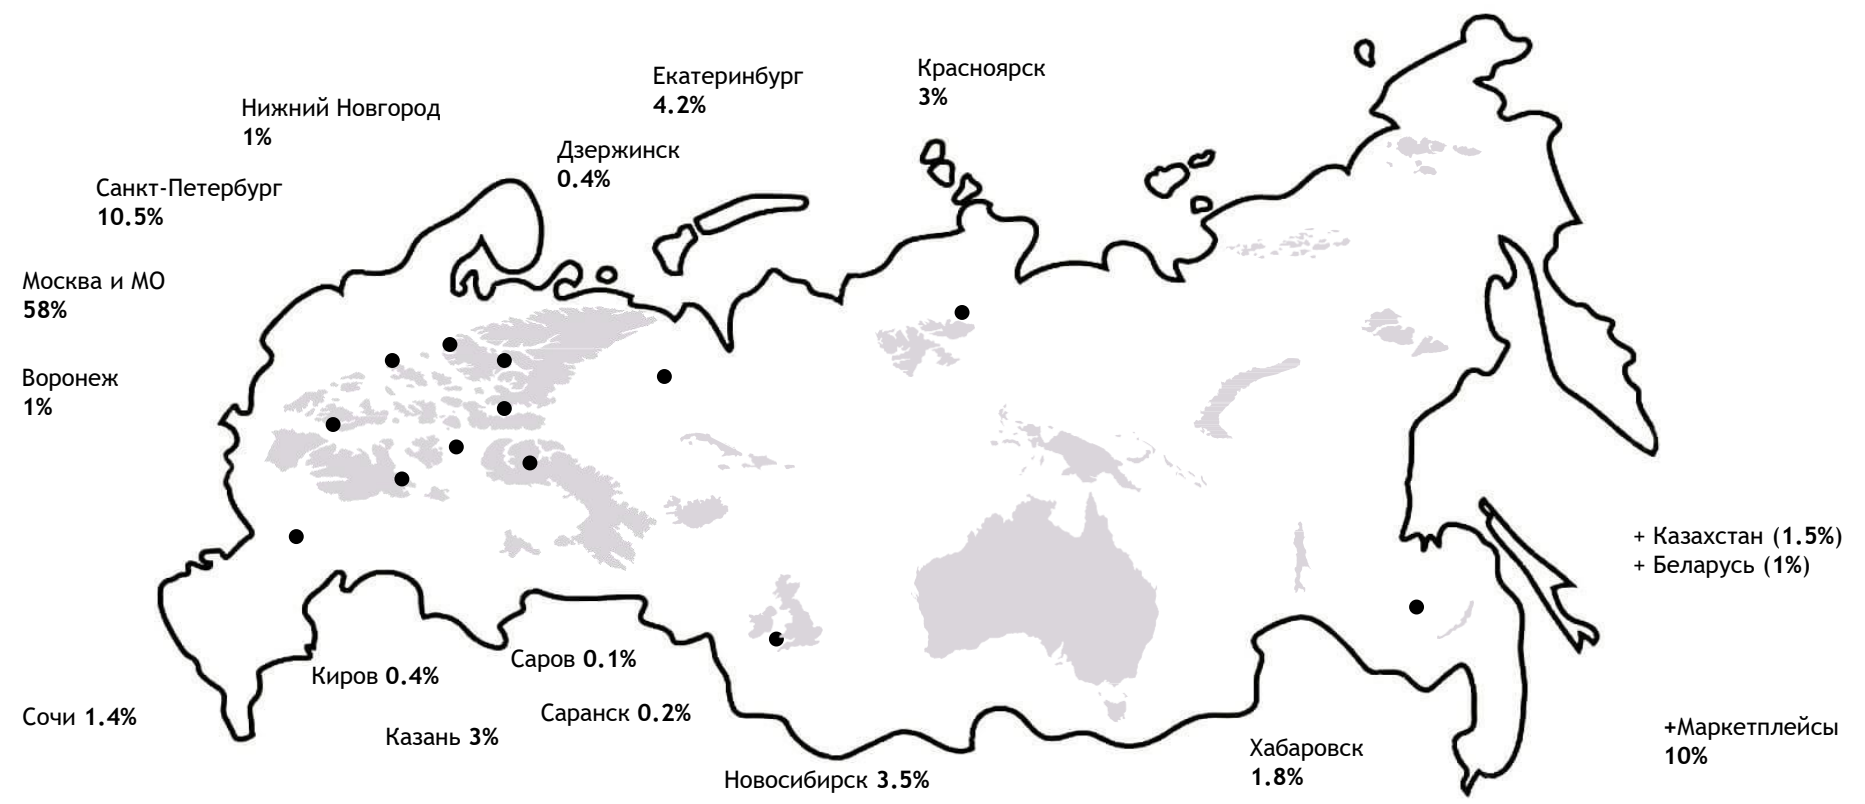 Красноярск
3%
Екатеринбург
4.2%
Нижний Новгород
1%
Дзержинск
0.4%
Санкт-Петербург
10.5%
Москва и МО
58%
Воронеж
1%
+ Казахстан (1.5%)
+ Беларусь (1%)
Саров 0.1%
Киров 0.4%
Сочи 1.4%
Саранск 0.2%
Казань 3%
+Маркетплейсы
10%
Хабаровск
1.8%
Новосибирск 3.5%